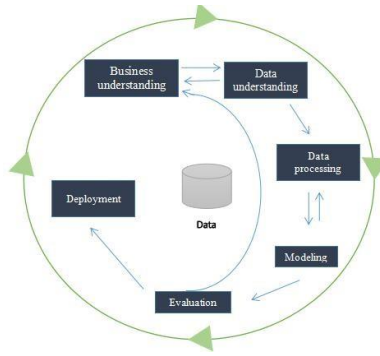 Business
understanding
Data
understanding
Data
processing
Deployment
Data
Modeling
Evaluation